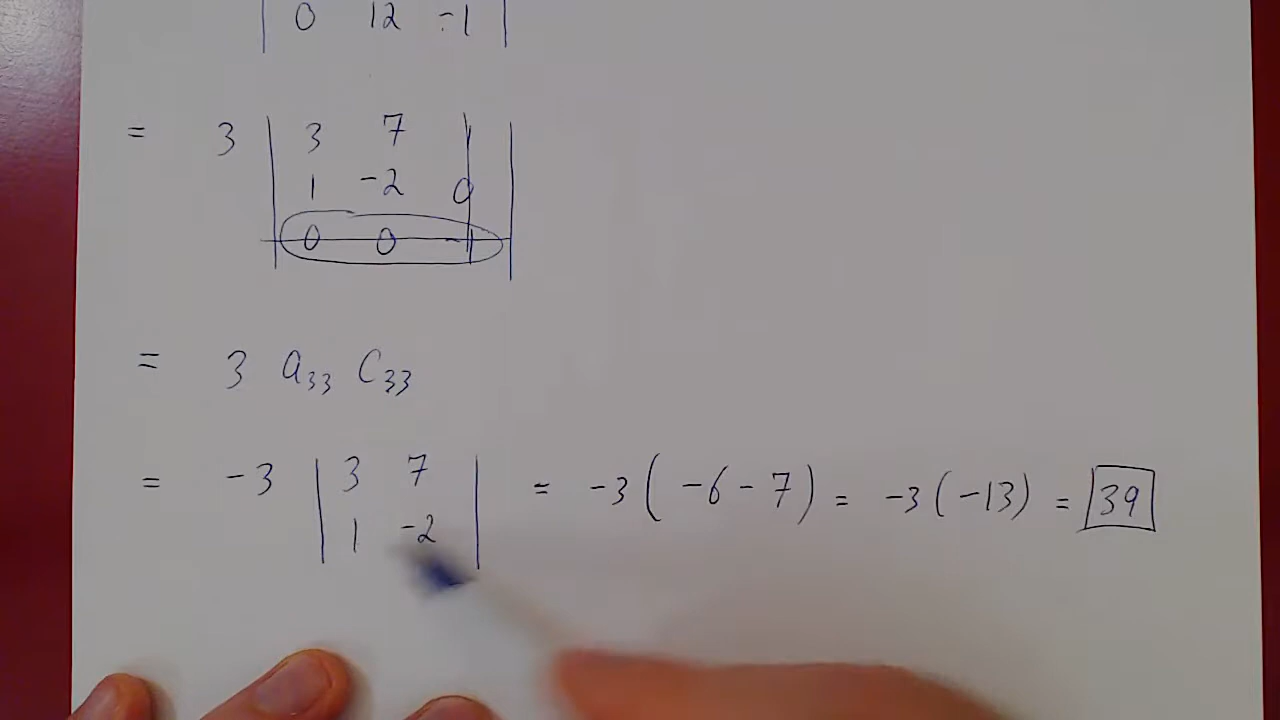 | 0 12 -1 |
= 3 | 3 7 |
1 -2 0
0 0 -1
= 3 a₃₃ C₃₃
= -3 | 3 7 | = -3 ( -6 - 7 ) = -3 ( -13 ) = 39
1 -2